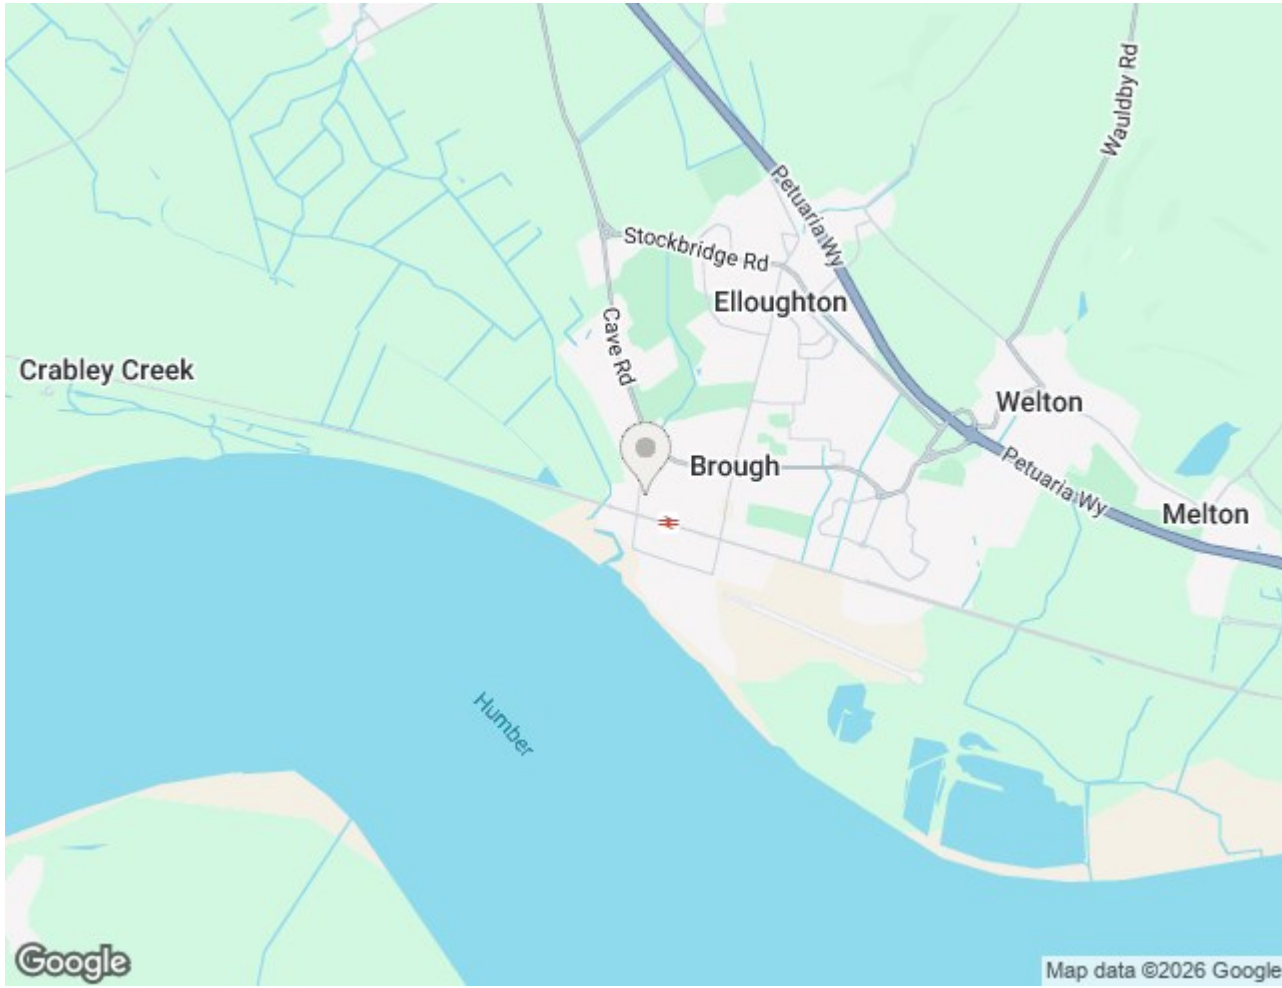 Wauldby Rd
Petuaria Wy
Stockbridge Rd
Elloughton
Cave Rd
Crabley Creek
Welton
Brough
Petuaria Wy
Melton
Humber
Google
Map data ©2026 Google